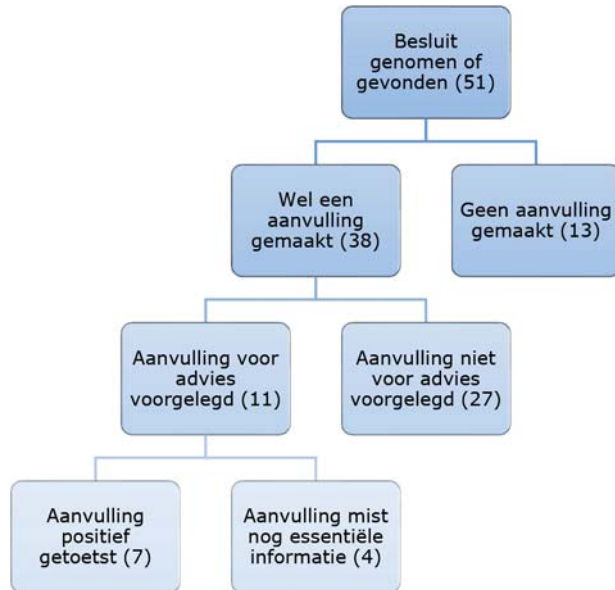 Besluit
genomen of
gevonden (51)
Wel een
aanvulling
gemaakt (38)
Geen aanvulling
gemaakt (13)
Aanvulling voor
advies
voorgelegd (11)
Aanvulling niet
voor advies
voorgelegd (27)
Aanvulling
positief
getoetst (7)
Aanvulling mist
nog essentiële
informatie (4)